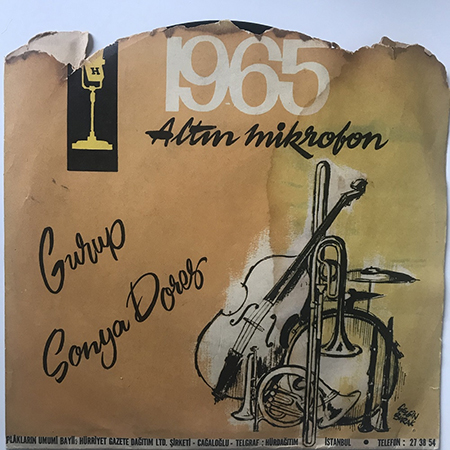 H
1965
Altın mikrofon
Gurup
Sonya Dores
PLÂKLARIN UMUMİ BAYİİ: HÜRRİYET GAZETE DAĞITIM LTD. ŞİRKETİ - CAĞALOĞLU - TELGRAF : HÜRDAĞITIM İSTANBUL • TELEFON : 27 38 54